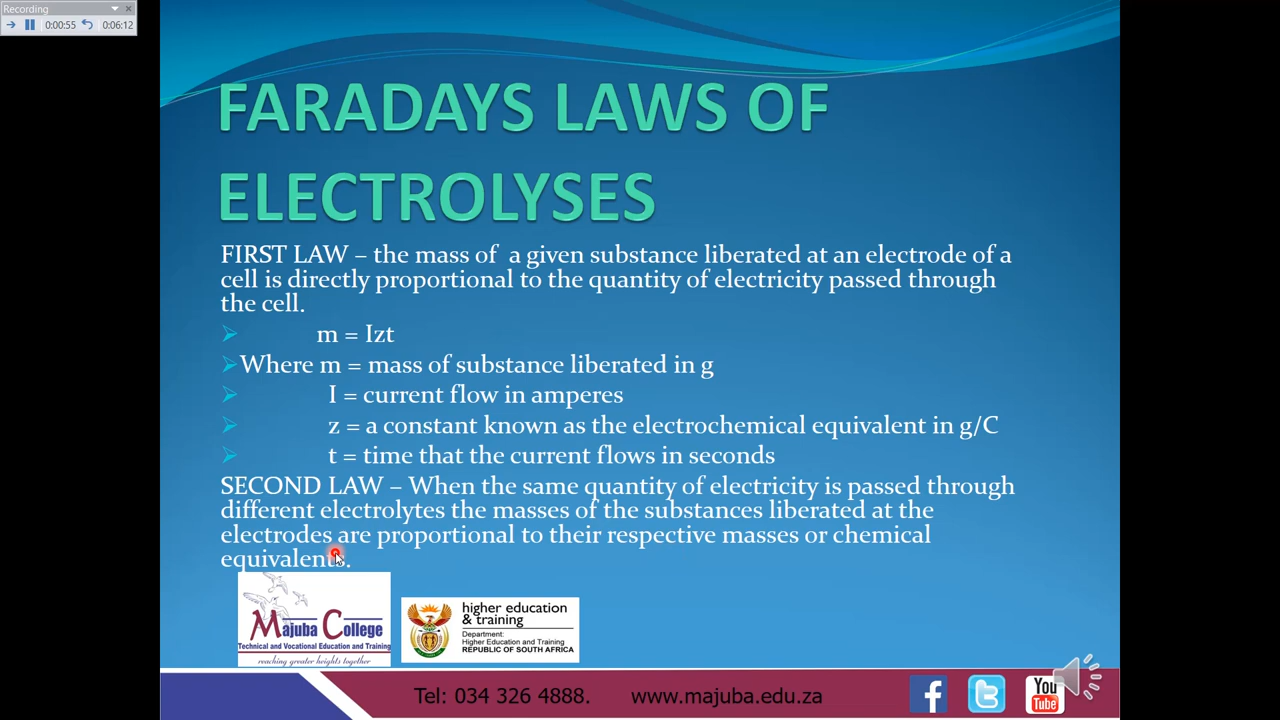 Recording
0:00:55
0:06:12
FARADAYS LAWS OF
ELECTROLYSES
FIRST LAW – the mass of a given substance liberated at an electrode of a
cell is directly proportional to the quantity of electricity passed through
the cell.
m = Izt
Where m = mass of substance liberated in g
I = current flow in amperes
z = a constant known as the electrochemical equivalent in g/C
t = time that the current flows in seconds
SECOND LAW – When the same quantity of electricity is passed through
different electrolytes the masses of the substances liberated at the
electrodes are proportional to their respective masses or chemical
equivalents.
Majuba College
Technical and Vocational Education and Training
reaching greater heights together
higher education
& training
Department:
Higher Education and Training
REPUBLIC OF SOUTH AFRICA
Tel: 034 326 4888. www.majuba.edu.za
You
Tube